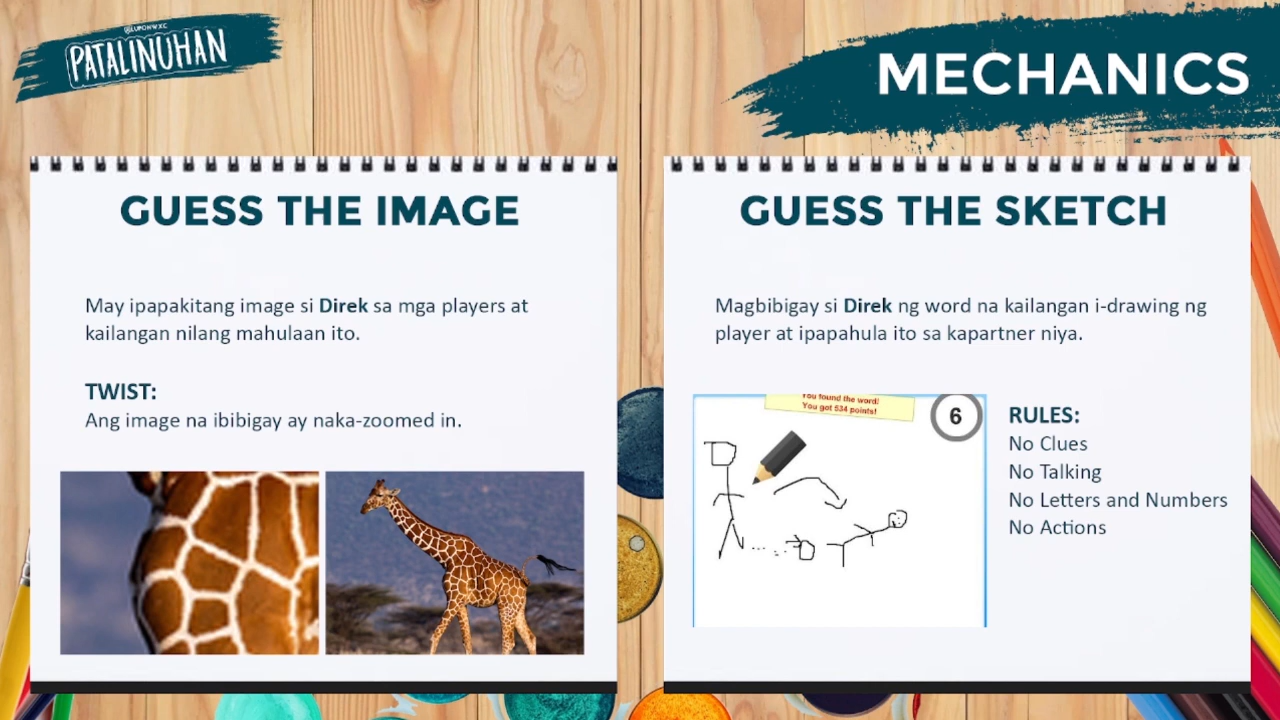 @LUPONWXC
PATALINUHAN
MECHANICS
GUESS THE IMAGE
May ipapakitang image si Direk sa mga players at
kailangan nilang mahulaan ito.
TWIST:
Ang image na ibibigay ay naka-zoomed in.
GUESS THE SKETCH
Magbibigay si Direk ng word na kailangan i-drawing ng
player at ipapahula ito sa kapartner niya.
You found the word!
You got 534 points!
6
RULES:
No Clues
No Talking
No Letters and Numbers
No Actions